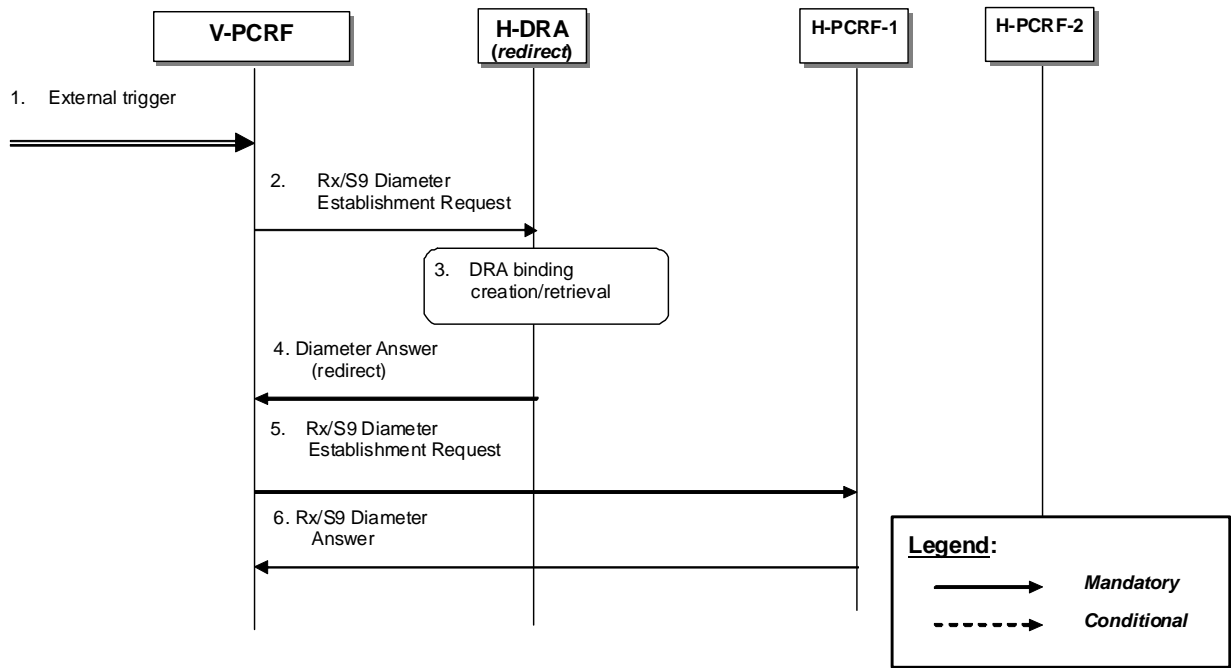 V-PCRF
H-DRA
(redirect)
H-PCRF-1
H-PCRF-2
1. External trigger
2. Rx/S9 Diameter
Establishment Request
3. DRA binding
creation/retrieval
4. Diameter Answer
(redirect)
5. Rx/S9 Diameter
Establishment Request
6. Rx/S9 Diameter
Answer
Legend:
Mandatory
Conditional